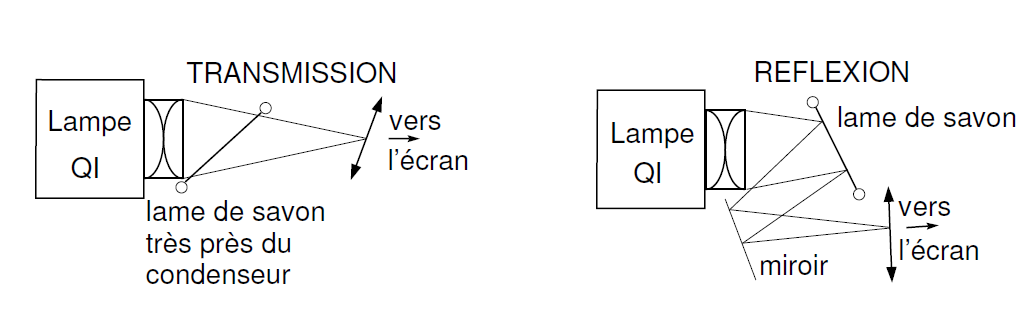 TRANSMISSION
Lampe
QI
vers
l'écran
lame de savon
très près du
condenseur
REFLEXION
Lampe
QI
lame de savon
vers
l'écran
miroir